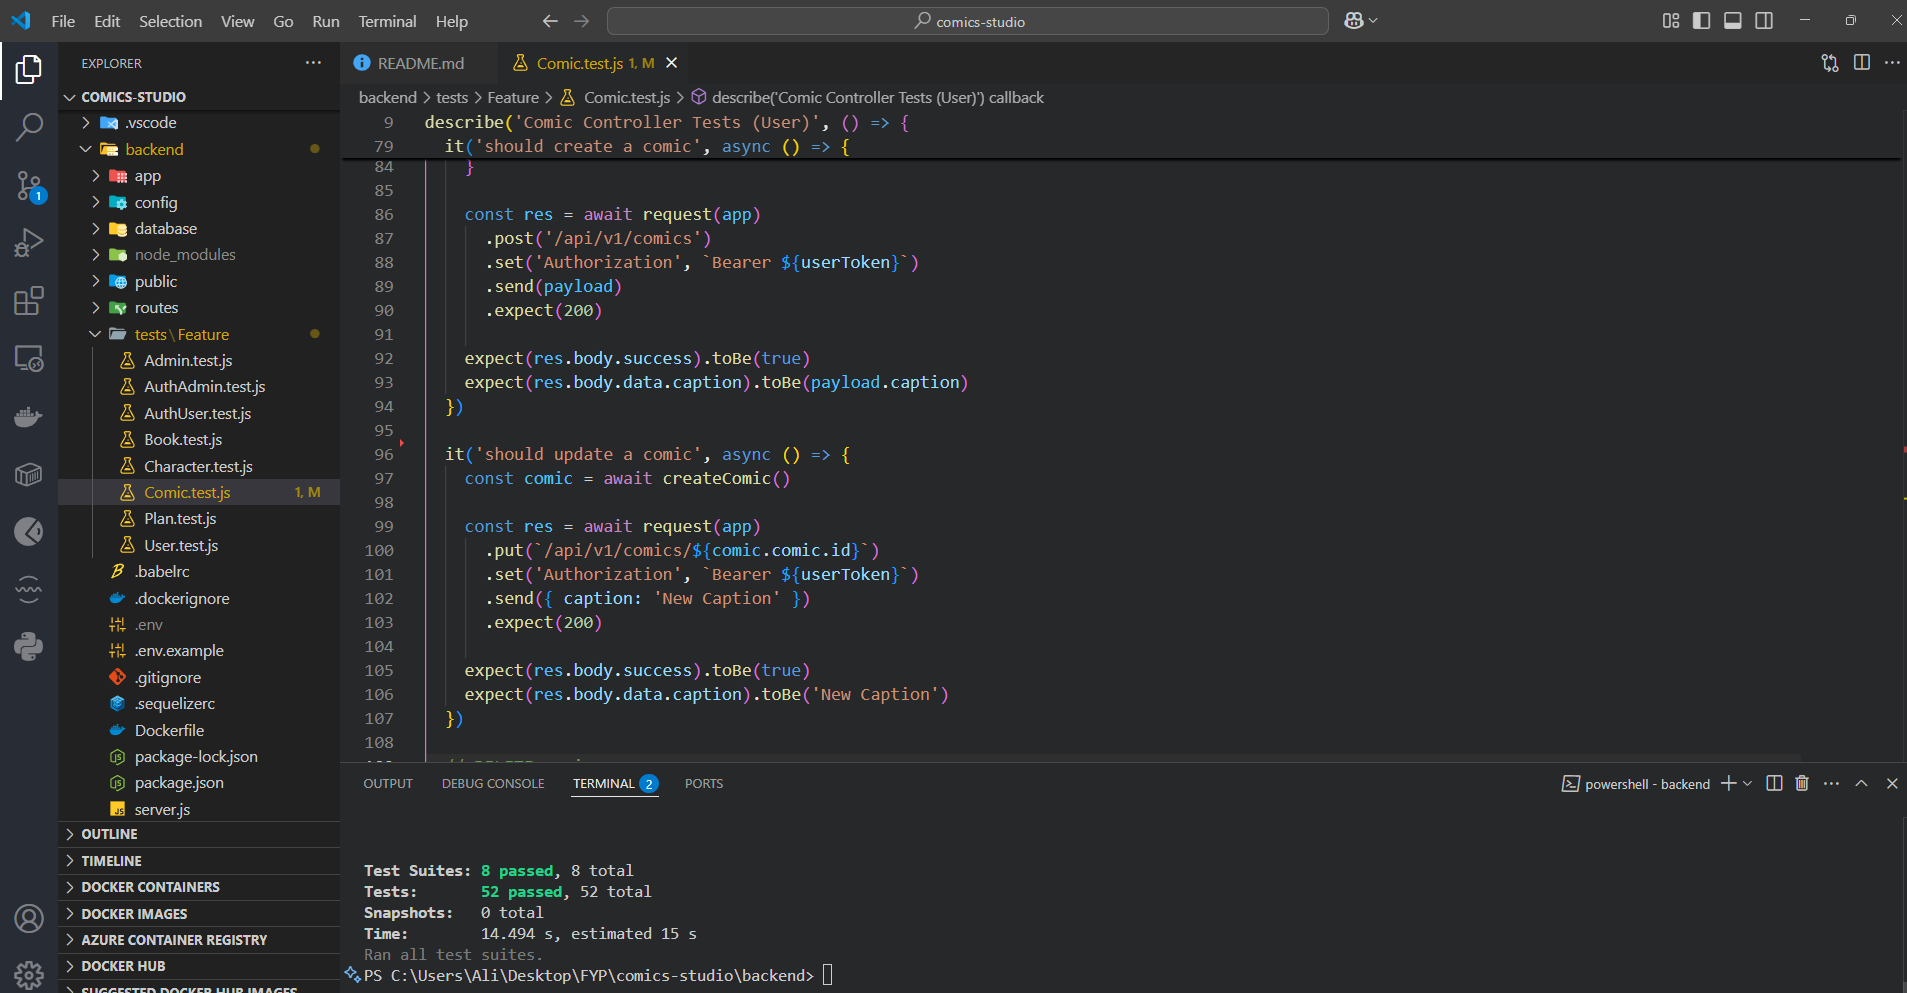 File Edit Selection View Go Run Terminal Help
comics-studio
EXPLORER
COMICS-STUDIO
.vscode
backend
app
config
database
node_modules
public
routes
tests\Feature
Admin.test.js
AuthAdmin.test.js
AuthUser.test.js
Book.test.js
Character.test.js
Comic.test.js 1, M
Plan.test.js
User.test.js
.babelrc
.dockerignore
.env
.env.example
.gitignore
.sequelizerc
Dockerfile
package-lock.json
package.json
server.js
OUTLINE
TIMELINE
DOCKER CONTAINERS
DOCKER IMAGES
AZURE CONTAINER REGISTRY
DOCKER HUB
SUGGESTED DOCKER HUB IMAGES
1
README.md Comic.test.js 1, M
backend > tests > Feature > Comic.test.js > describe('Comic Controller Tests (User)') callback
9 describe('Comic Controller Tests (User)', () => {
79 it('should create a comic', async () => {
84 }
85
86 const res = await request(app)
87 .post('/api/v1/comics')
88 .set('Authorization', `Bearer ${userToken}`)
89 .send(payload)
90 .expect(200)
91
92 expect(res.body.success).toBe(true)
93 expect(res.body.data.caption).toBe(payload.caption)
94 })
95
96 it('should update a comic', async () => {
97 const comic = await createComic()
98
99 const res = await request(app)
100 .put(`/api/v1/comics/${comic.comic.id}`)
101 .set('Authorization', `Bearer ${userToken}`)
102 .send({ caption: 'New Caption' })
103 .expect(200)
104
105 expect(res.body.success).toBe(true)
106 expect(res.body.data.caption).toBe('New Caption')
107 })
108
OUTPUT DEBUG CONSOLE TERMINAL 2 PORTS
powershell - backend
Test Suites: 8 passed, 8 total
Tests: 52 passed, 52 total
Snapshots: 0 total
Time: 14.494 s, estimated 15 s
Ran all test suites.
PS C:\Users\Ali\Desktop\FYP\comics-studio\backend>